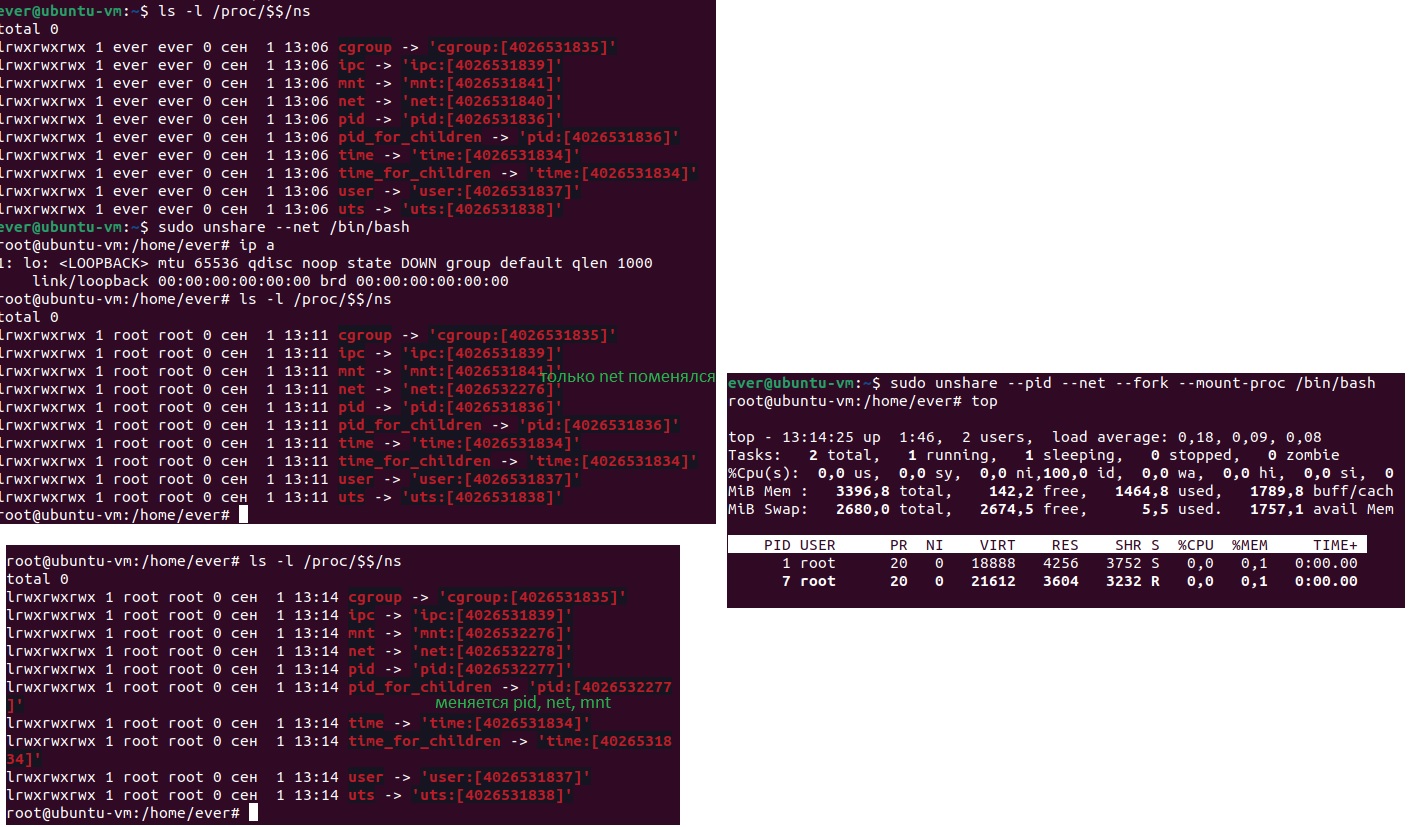 ever@ubuntu-vm:~$ ls -l /proc/$$/ns
total 0
lrwxrwxrwx 1 ever ever 0 сен  1 13:06 cgroup -> 'cgroup:[4026531835]'
lrwxrwxrwx 1 ever ever 0 сен  1 13:06 ipc -> 'ipc:[4026531839]'
lrwxrwxrwx 1 ever ever 0 сен  1 13:06 mnt -> 'mnt:[4026531841]'
lrwxrwxrwx 1 ever ever 0 сен  1 13:06 net -> 'net:[4026531840]'
lrwxrwxrwx 1 ever ever 0 сен  1 13:06 pid -> 'pid:[4026531836]'
lrwxrwxrwx 1 ever ever 0 сен  1 13:06 pid_for_children -> 'pid:[4026531836]'
lrwxrwxrwx 1 ever ever 0 сен  1 13:06 time -> 'time:[4026531834]'
lrwxrwxrwx 1 ever ever 0 сен  1 13:06 time_for_children -> 'time:[4026531834]'
lrwxrwxrwx 1 ever ever 0 сен  1 13:06 user -> 'user:[4026531837]'
lrwxrwxrwx 1 ever ever 0 сен  1 13:06 uts -> 'uts:[4026531838]'
ever@ubuntu-vm:~$ sudo unshare --net /bin/bash
root@ubuntu-vm:/home/ever# ip a
1: lo: <LOOPBACK> mtu 65536 qdisc noop state DOWN group default qlen 1000
    link/loopback 00:00:00:00:00:00 brd 00:00:00:00:00:00
root@ubuntu-vm:/home/ever# ls -l /proc/$$/ns
total 0
lrwxrwxrwx 1 root root 0 сен  1 13:11 cgroup -> 'cgroup:[4026531835]'
lrwxrwxrwx 1 root root 0 сен  1 13:11 ipc -> 'ipc:[4026531839]'
lrwxrwxrwx 1 root root 0 сен  1 13:11 mnt -> 'mnt:[4026531841]'
только net поменялся
lrwxrwxrwx 1 root root 0 сен  1 13:11 net -> 'net:[4026532276]'
lrwxrwxrwx 1 root root 0 сен  1 13:11 pid -> 'pid:[4026531836]'
lrwxrwxrwx 1 root root 0 сен  1 13:11 pid_for_children -> 'pid:[4026531836]'
lrwxrwxrwx 1 root root 0 сен  1 13:11 time -> 'time:[4026531834]'
lrwxrwxrwx 1 root root 0 сен  1 13:11 time_for_children -> 'time:[4026531834]'
lrwxrwxrwx 1 root root 0 сен  1 13:11 user -> 'user:[4026531837]'
lrwxrwxrwx 1 root root 0 сен  1 13:11 uts -> 'uts:[4026531838]'
root@ubuntu-vm:/home/ever#
ever@ubuntu-vm:~$ sudo unshare --pid --net --fork --mount-proc /bin/bash
root@ubuntu-vm:/home/ever# top
top - 13:14:25 up  1:46,  2 users,  load average: 0,18, 0,09, 0,08
Tasks:   2 total,   1 running,   1 sleeping,   0 stopped,   0 zombie
%Cpu(s):  0,0 us,  0,0 sy,  0,0 ni,100,0 id,  0,0 wa,  0,0 hi,  0,0 si,  0
MiB Mem :   3396,8 total,    142,2 free,   1464,8 used,   1789,8 buff/cach
MiB Swap:   2680,0 total,   2674,5 free,      5,5 used.   1757,1 avail Mem
PID USER      PR  NI    VIRT    RES    SHR S  %CPU  %MEM     TIME+
1 root      20   0   18888   4256   3752 S   0,0   0,1   0:00.00
7 root      20   0   21612   3604   3232 R   0,0   0,1   0:00.00
root@ubuntu-vm:/home/ever# ls -l /proc/$$/ns
total 0
lrwxrwxrwx 1 root root 0 сен  1 13:14 cgroup -> 'cgroup:[4026531835]'
lrwxrwxrwx 1 root root 0 сен  1 13:14 ipc -> 'ipc:[4026531839]'
lrwxrwxrwx 1 root root 0 сен  1 13:14 mnt -> 'mnt:[4026532276]'
lrwxrwxrwx 1 root root 0 сен  1 13:14 net -> 'net:[4026532278]'
lrwxrwxrwx 1 root root 0 сен  1 13:14 pid -> 'pid:[4026532277]'
lrwxrwxrwx 1 root root 0 сен  1 13:14 pid_for_children -> 'pid:[4026532277
]'
меняется pid, net, mnt
lrwxrwxrwx 1 root root 0 сен  1 13:14 time -> 'time:[4026531834]'
lrwxrwxrwx 1 root root 0 сен  1 13:14 time_for_children -> 'time:[40265318
34]'
lrwxrwxrwx 1 root root 0 сен  1 13:14 user -> 'user:[4026531837]'
lrwxrwxrwx 1 root root 0 сен  1 13:14 uts -> 'uts:[4026531838]'
root@ubuntu-vm:/home/ever#